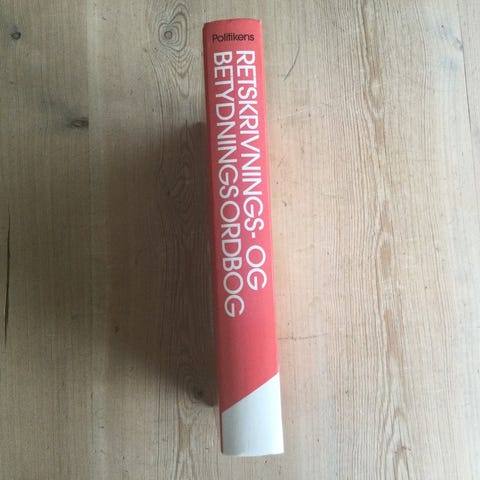 Politikens
RETSKRIVNINGS- OG
BETYDNINGSORDBOG